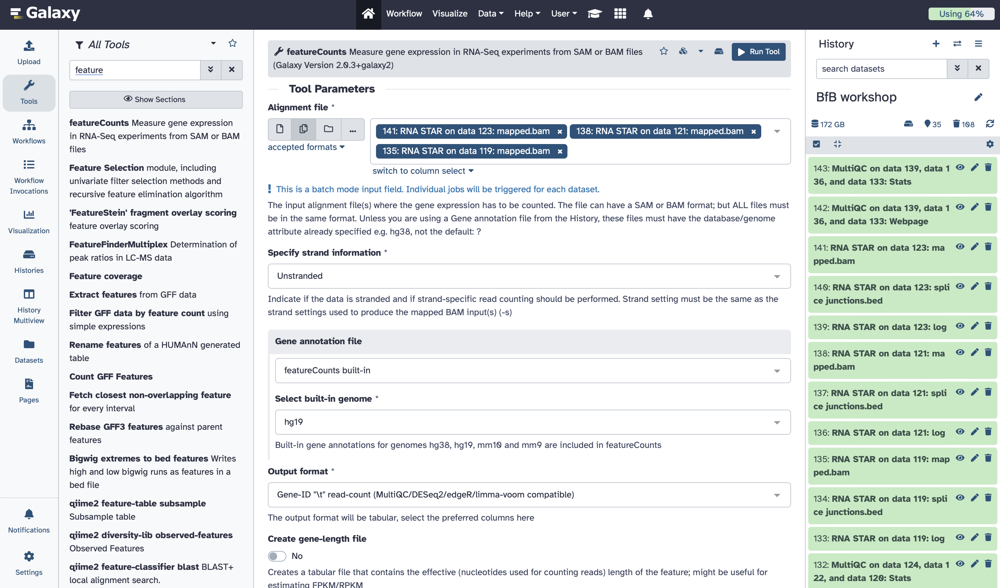 Galaxy
Workflow
Visualize
Data
Help
User
Using 64%
Upload
Tools
Workflows
Workflow
Invocations
Visualization
Histories
History
Multiview
Datasets
Pages
Notifications
Settings
All Tools
feature
Show Sections
featureCounts Measure gene expression
in RNA-Seq experiments from SAM or BAM
files
Feature Selection module, including
univariate filter selection methods and
recursive feature elimination algorithm
'FeatureStein' fragment overlay scoring
feature overlay scoring
FeatureFinderMultiplex Determination of
peak ratios in LC-MS data
Feature coverage
Extract features from GFF data
Filter GFF data by feature count using
simple expressions
Rename features of a HUMAnN generated
table
Count GFF Features
Fetch closest non-overlapping feature
for every interval
Rebase GFF3 features against parent
features
Bigwig extremes to bed features Writes
high and low bigwig runs as features in a
bed file
qiime2 feature-table subsample
Subsample table
qiime2 diversity-lib observed-features
Observed Features
qiime2 feature-classifier blast BLAST+
local alignment search.
featureCounts Measure gene expression in RNA-Seq experiments from SAM or BAM files
(Galaxy Version 2.0.3+galaxy2)
Run Tool
Tool Parameters
Alignment file *
141: RNA STAR on data 123: mapped.bam
138: RNA STAR on data 121: mapped.bam
135: RNA STAR on data 119: mapped.bam
accepted formats
switch to column select
This is a batch mode input field. Individual jobs will be triggered for each dataset.
The input alignment file(s) where the gene expression has to be counted. The file can have a SAM or BAM format; but ALL files must
be in the same format. Unless you are using a Gene annotation file from the History, these files must have the database/genome
attribute already specified e.g. hg38, not the default: ?
Specify strand information *
Unstranded
Indicate if the data is stranded and if strand-specific read counting should be performed. Strand setting must be the same as the
strand settings used to produce the mapped BAM input(s) (-s)
Gene annotation file
featureCounts built-in
Select built-in genome *
hg19
Built-in gene annotations for genomes hg38, hg19, mm10 and mm9 are included in featureCounts
Output format *
Gene-ID "\t" read-count (MultiQC/DESeq2/edgeR/limma-voom compatible)
The output format will be tabular, select the preferred columns here
Create gene-length file
No
Creates a tabular file that contains the effective (nucleotides used for counting reads) length of the feature; might be useful for
estimating FPKM/RPKM
History
search datasets
BfB workshop
172 GB
35
108
143: MultiQC on data 139, data 1
36, and data 133: Stats
142: MultiQC on data 139, data 1
36, and data 133: Webpage
141: RNA STAR on data 123: ma
pped.bam
140: RNA STAR on data 123: spli
ce junctions.bed
139: RNA STAR on data 123: log
138: RNA STAR on data 121: ma
pped.bam
137: RNA STAR on data 121: spli
ce junctions.bed
136: RNA STAR on data 121: log
135: RNA STAR on data 119: map
ped.bam
134: RNA STAR on data 119: spli
ce junctions.bed
133: RNA STAR on data 119: log
132: MultiQC on data 124, data 1
22, and data 120: Stats